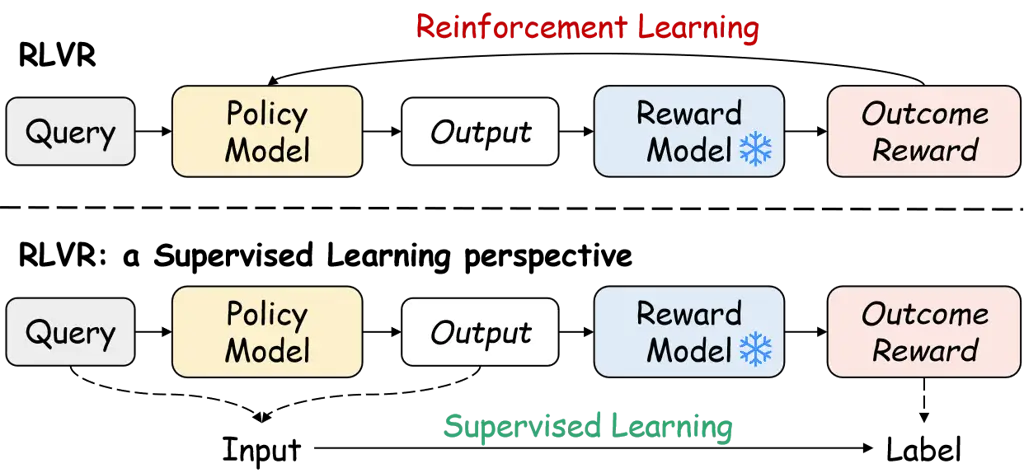 Reinforcement Learning
RLVR
Query
Policy
Model
Output
Reward
Model
Outcome
Reward
RLVR: a Supervised Learning perspective
Query
Policy
Model
Output
Reward
Model
Outcome
Reward
Supervised Learning
Input
Label